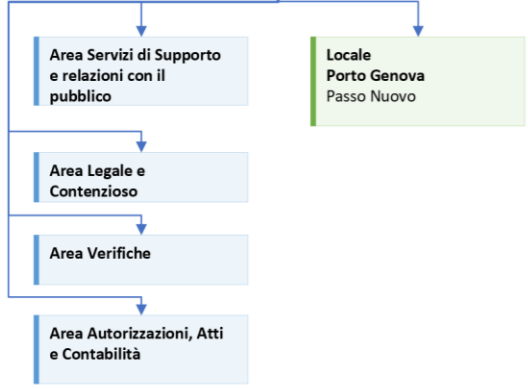 Area Servizi di Supporto
e relazioni con il
pubblico
Locale
Porto Genova
Passo Nuovo
Area Legale e
Contenzioso
Area Verifiche
Area Autorizzazioni, Atti
e Contabilità